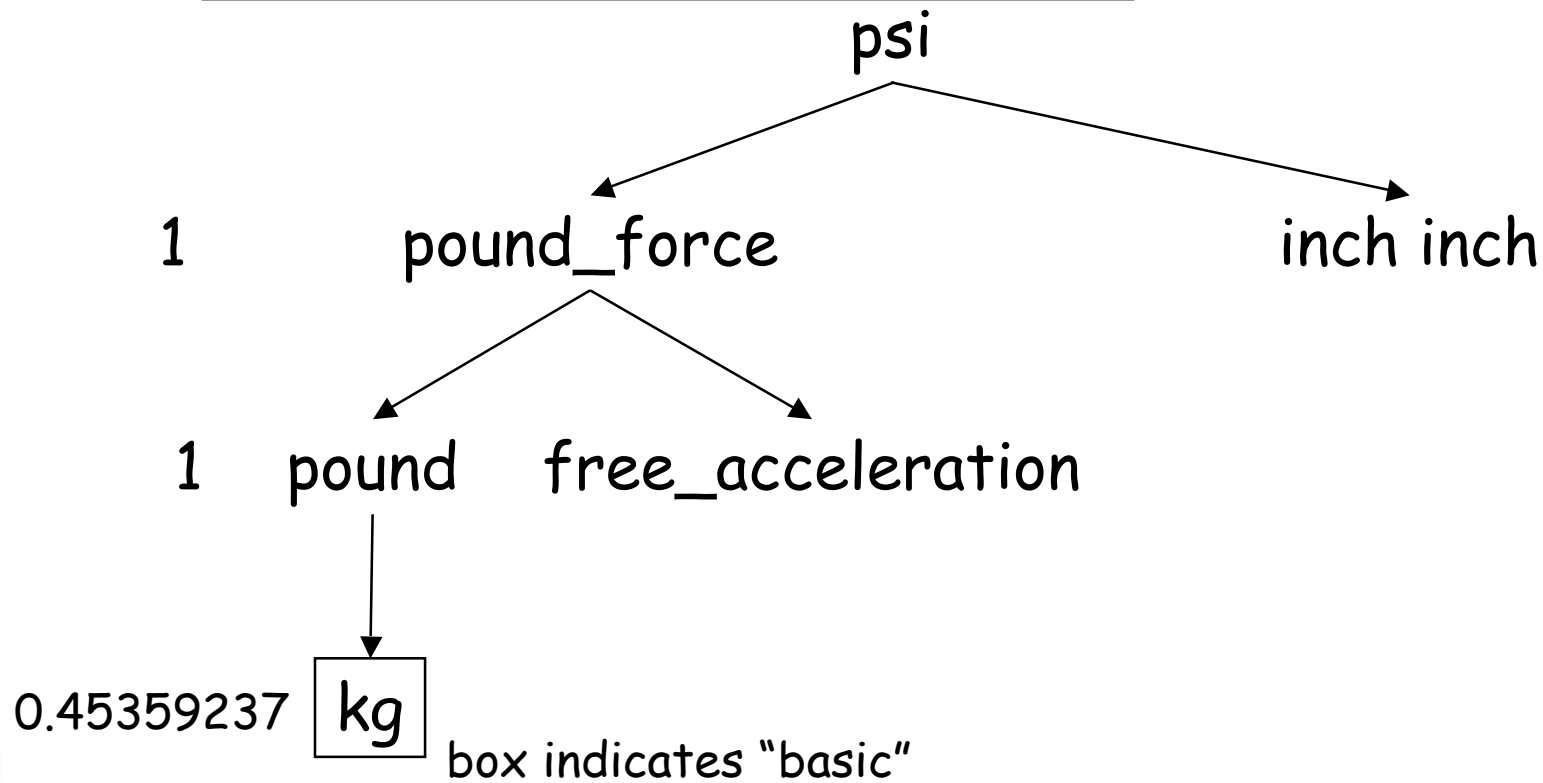 psi
1 pound_force inch inch
1 pound free_acceleration
0.45359237 kg
box indicates “basic”